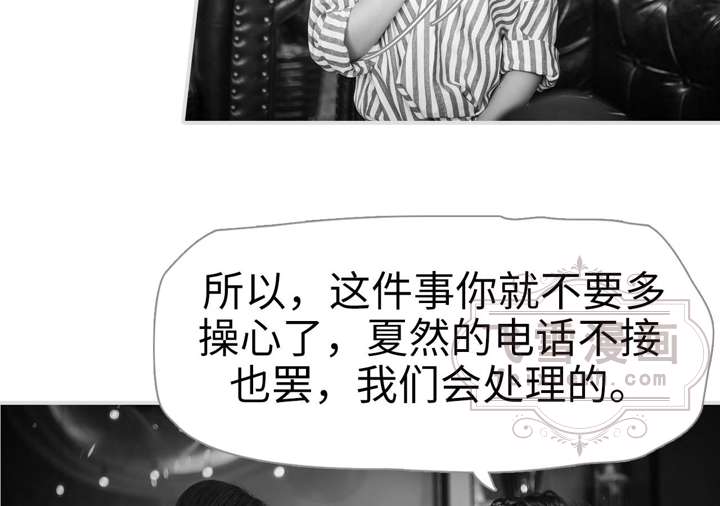 所以，这件事你就不要多
操心了，夏然的电话不接
也罢，我们会处理的。